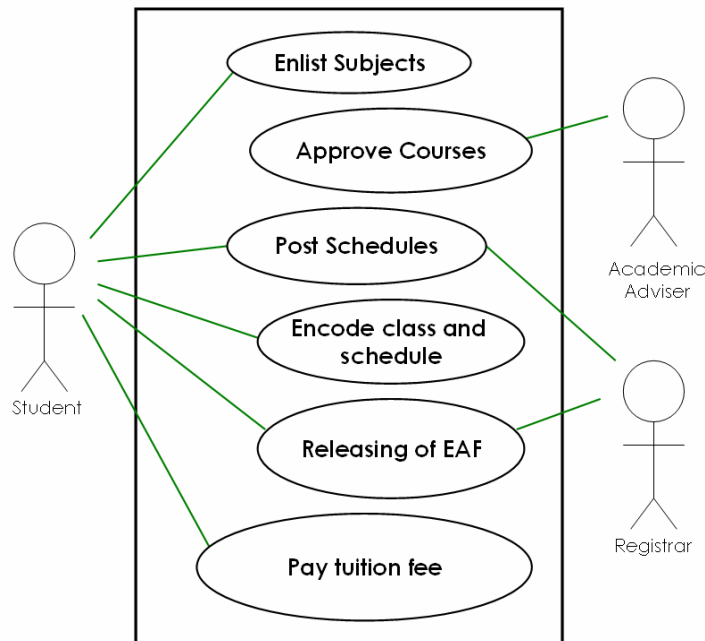 Enlist Subjects
Approve Courses
Post Schedules
Academic
Adviser
Encode class and
schedule
Student
Releasing of EAF
Registrar
Pay tuition fee